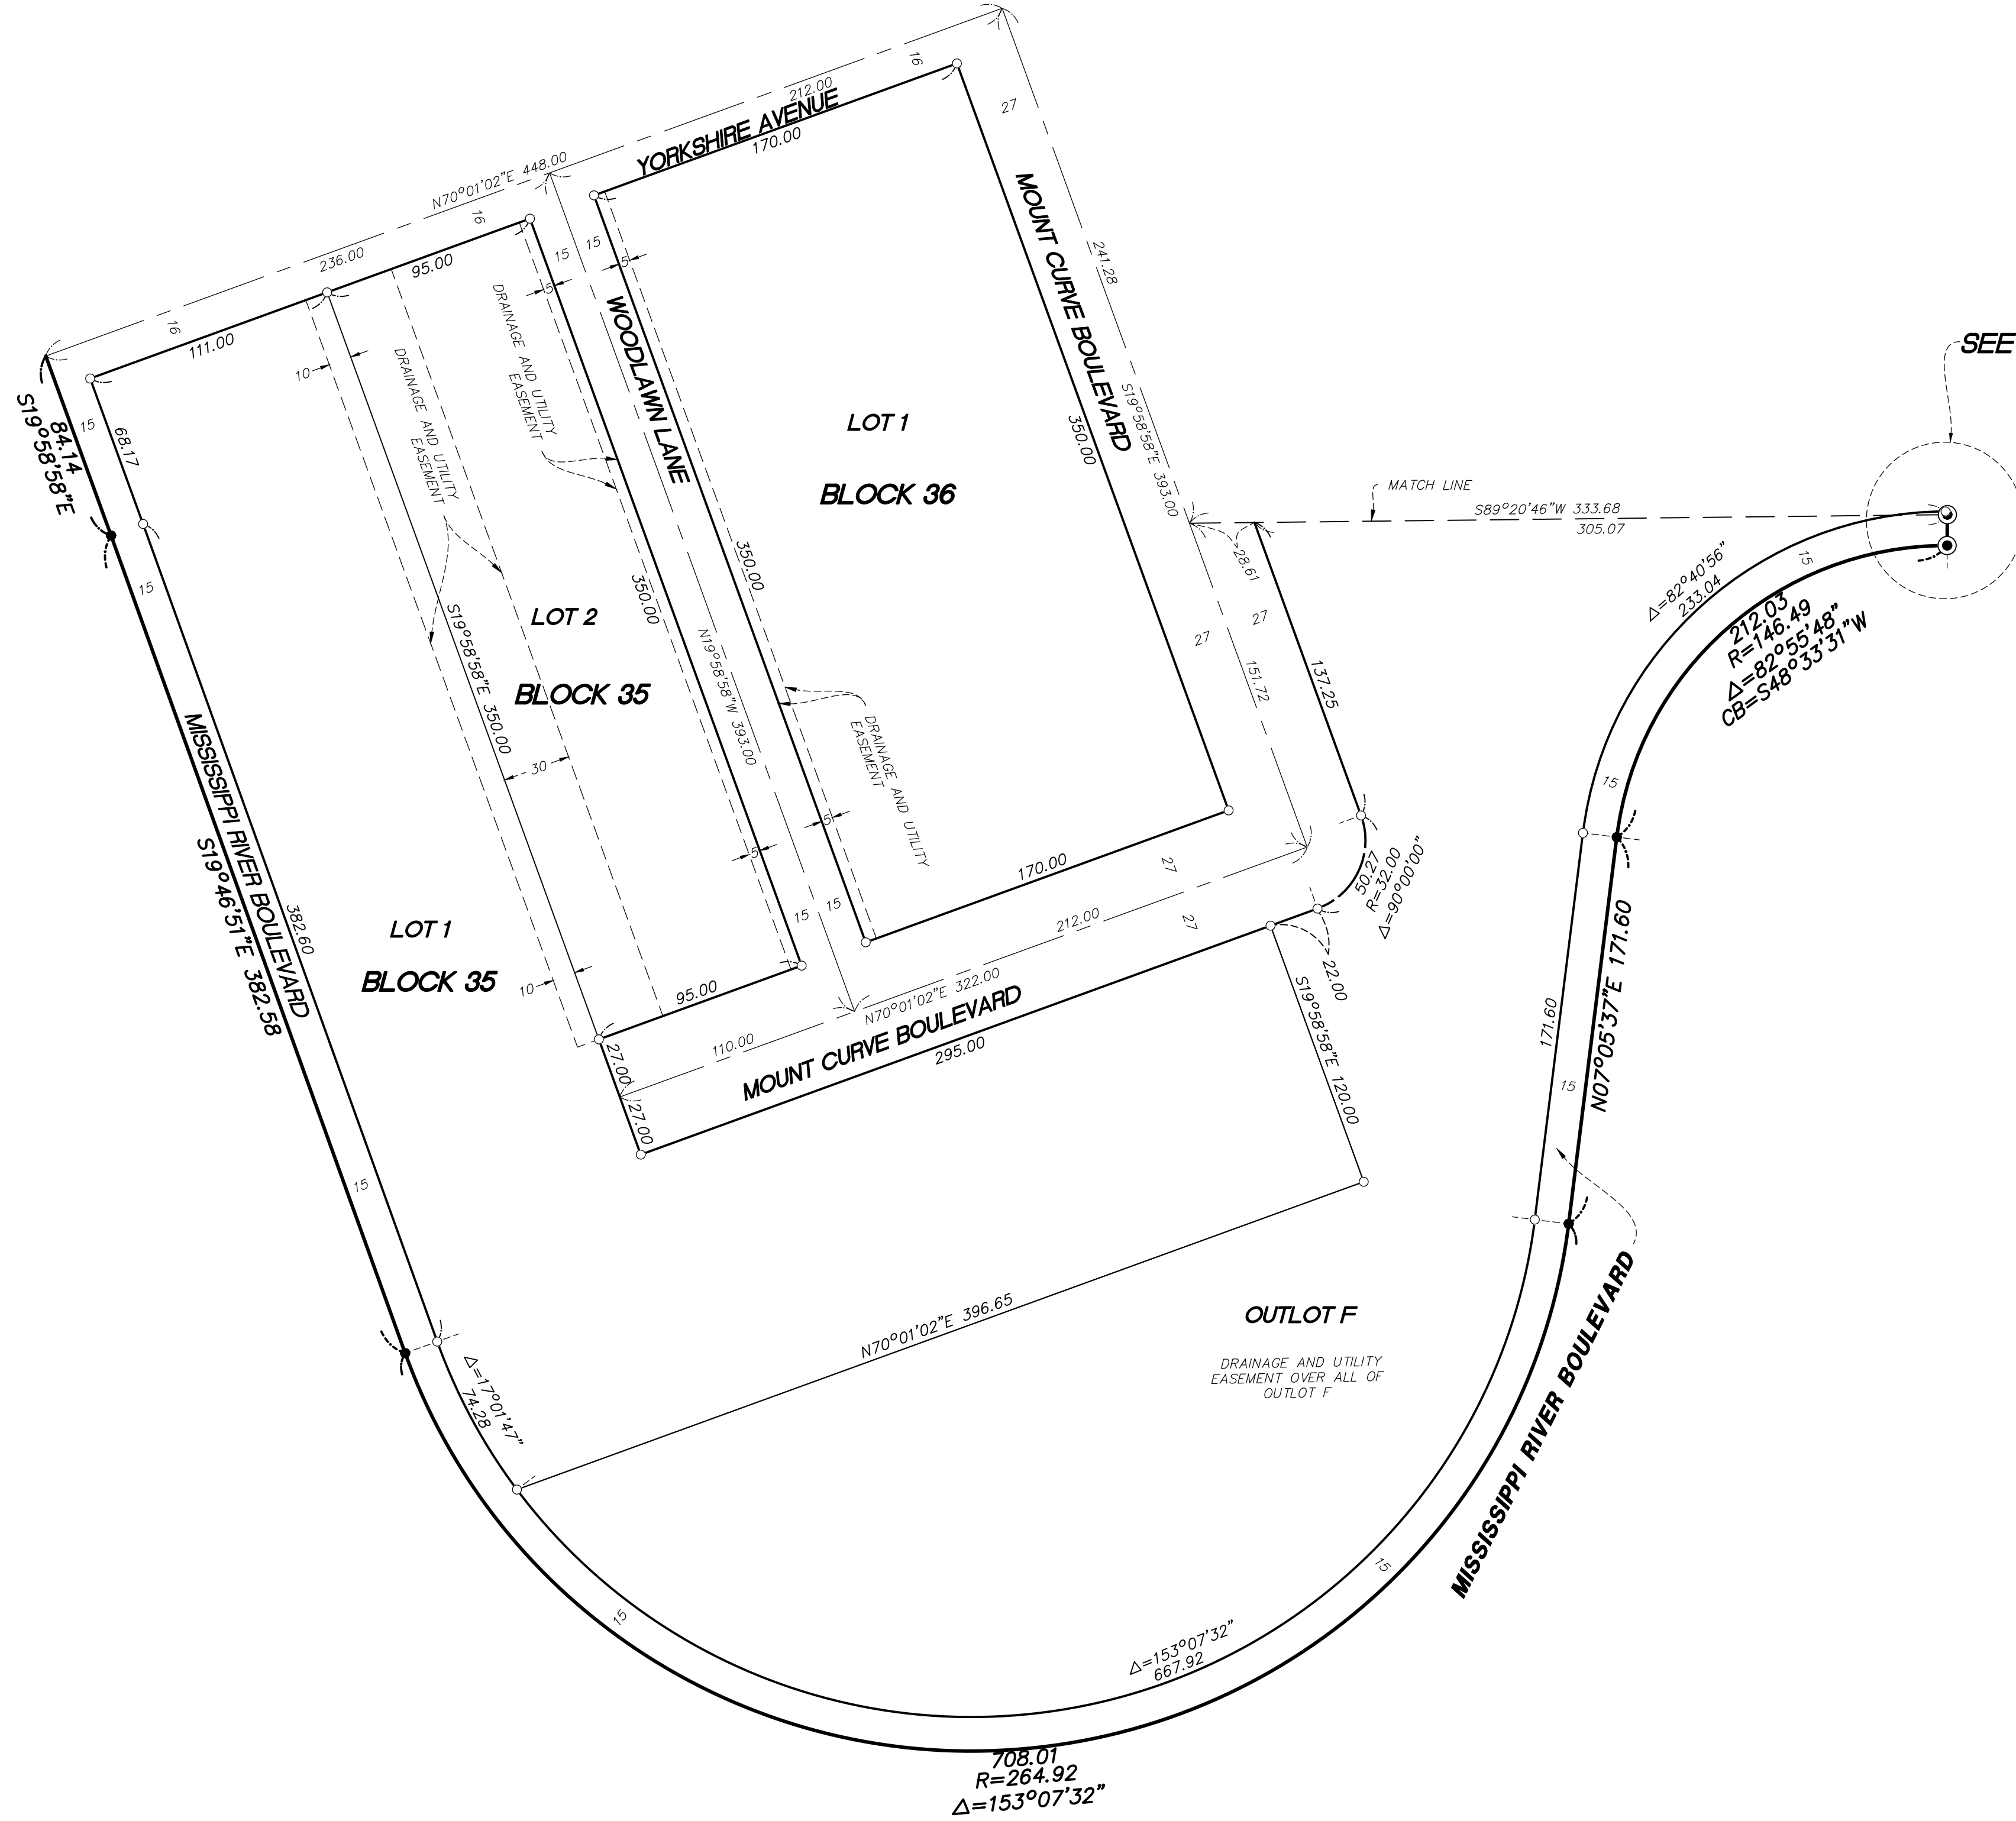 16
212.00
YORKSHIRE AVENUE
170.00
27
N70°01'02"E 448.00
16
236.00
95.00
15
15
5
5
16
111.00
10
DRAINAGE AND UTILITY
EASEMENT
DRAINAGE AND UTILITY
EASEMENT
WOODLAWN LANE
MOUNT CURVE BOULEVARD
241.28
S19°58'58"E 393.00
350.00
SEE
84.14
S19°58'58"E
15
68.17
15
LOT 1
BLOCK 36
MATCH LINE
S89°20'46"W 333.68
305.07
28.61
15
Δ=82°40'56"
233.04
212.03
R=146.49
Δ=82°55'48"
CB=S48°33'31"W
350.00
350.00
S19°58'58"E 350.00
LOT 2
BLOCK 35
N19°58'58"W 393.00
27
27
151.72
137.25
MISSISSIPPI RIVER BOULEVARD
S19°46'51"E 382.58
382.60
30
DRAINAGE AND UTILITY
EASEMENT
5
5
15
15
15
170.00
27
50.27
R=32.00
Δ=90°00'00"
LOT 1
BLOCK 35
10
95.00
212.00
27
22.00
N70°01'02"E 322.00
110.00
MOUNT CURVE BOULEVARD
295.00
27.00
27.00
S19°58'58"E 120.00
171.60
N07°05'37"E 171.60
15
15
N70°01'02"E 396.65
OUTLOT F
DRAINAGE AND UTILITY
EASEMENT OVER ALL OF
OUTLOT F
Δ=17°01'47"
74.28
MISSISSIPPI RIVER BOULEVARD
15
15
Δ=153°07'32"
667.92
708.01
R=264.92
Δ=153°07'32"